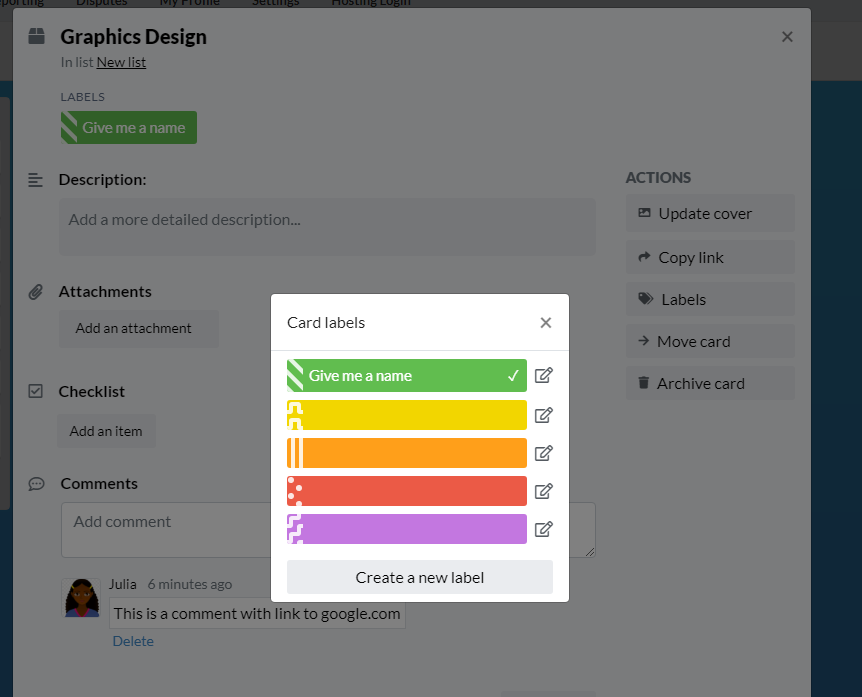 Disputes
My Profile
Settings
Hosting Login
Graphics Design
In list New list
LABELS
Give me a name
Description:
Add a more detailed description...
ACTIONS
Update cover
Copy link
Labels
Move card
Archive card
Attachments
Add an attachment
Checklist
Add an item
Comments
Add comment
Julia 6 minutes ago
This is a comment with link to google.com
Delete
Card labels
Give me a name
Create a new label